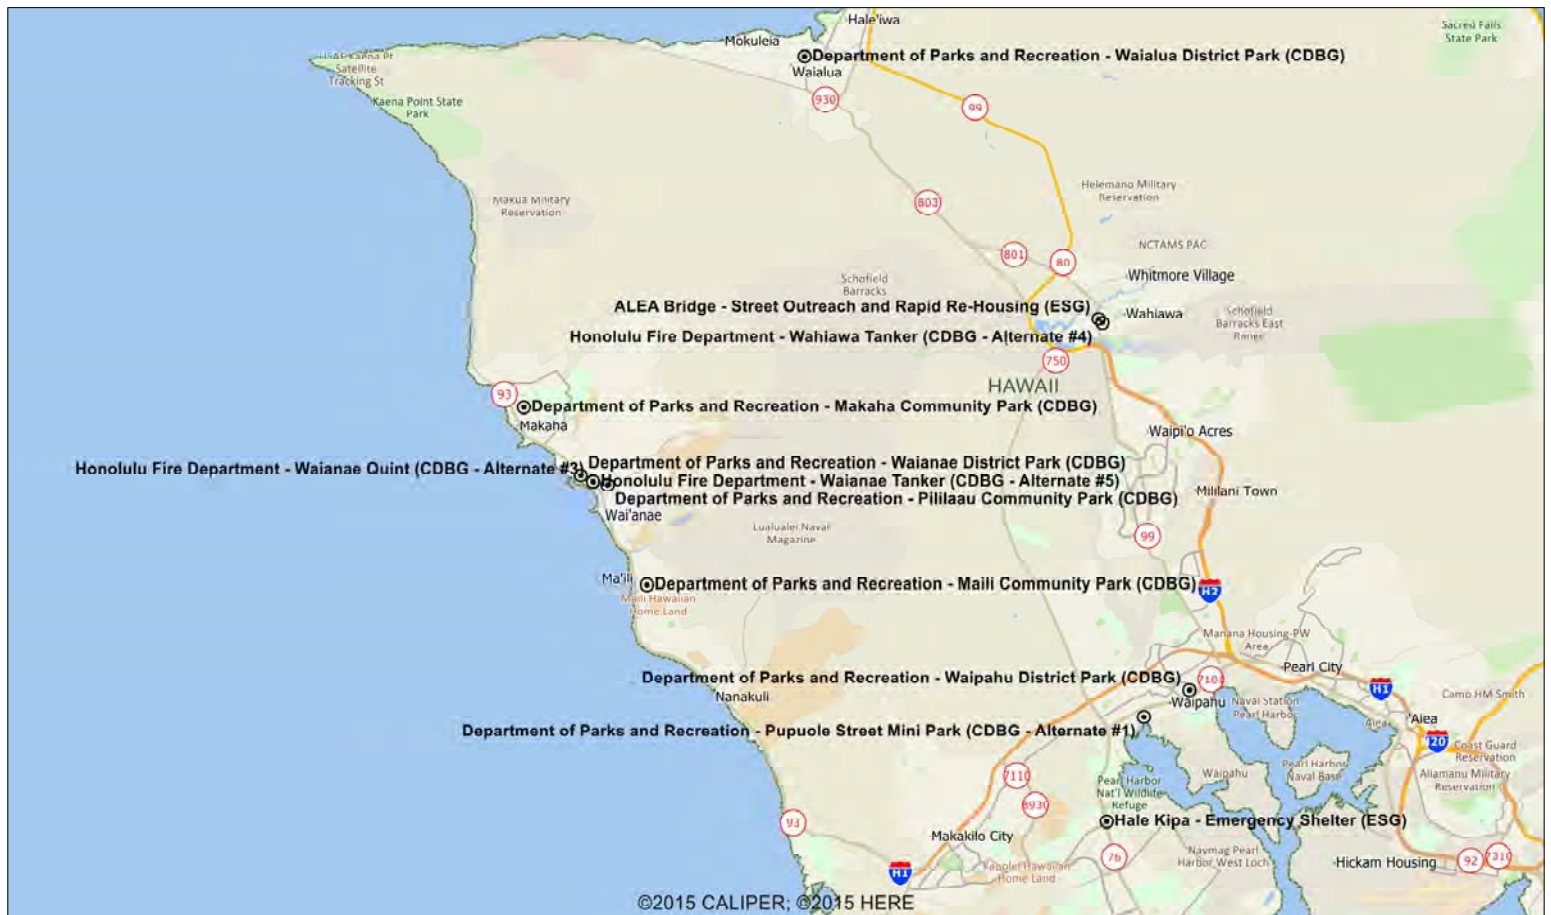 Hale'iwa
Sacred Falls
State Park
Mokuleia
Department of Parks and Recreation - Waialua District Park (CDBG)
Satellite
Tracking St
Waialua
930
99
Kaena Point State
Park
Helemano Military
Reservation
Makua Military
Reservation
803
NCTAMS PAC
801
80
Whitmore Village
Schofield
Barracks
ALEA Bridge - Street Outreach and Rapid Re-Housing (ESG)
Wahiawa
Schofield
Barracks East
Honolulu Fire Department - Wahiawa Tanker (CDBG - Alternate #4)
750
HAWAII
93
Department of Parks and Recreation - Makaha Community Park (CDBG)
Makaha
Waipi'o Acres
Honolulu Fire Department - Waianae Quint (CDBG - Alternate #3)
Department of Parks and Recreation - Waianae District Park (CDBG)
Honolulu Fire Department - Waianae Tanker (CDBG - Alternate #5)
Department of Parks and Recreation - Pililaau Community Park (CDBG)
Mililani Town
Wai'anae
Lualualei Naval
Magazine
99
Ma'ili
Department of Parks and Recreation - Maili Community Park (CDBG)
H2
Maili Hawaiian
Home Land
Manana Housing-PW
Area
Pearl City
Department of Parks and Recreation - Waipahu District Park (CDBG)
7101
H1
Nanakuli
Waipahu
Naval Station
Pearl Harbor
Camp HM Smith
Aiea
'Aiea
Department of Parks and Recreation - Pupuole Street Mini Park (CDBG - Alternate #1)
Coast Guard
Reservation
7110
Pearl Harbor
Nat'l Wildlife
Refuge
Waipahu
Pearl Harbor
Naval Base
Aliamanu Military
Reservation
8930
93
Hale Kipa - Emergency Shelter (ESG)
Makakilo City
76
Navmag Pearl
Harbor West Loch
Hickam Housing
92
7310
H1
Kapolei Hawaiian
Home Land
©2015 CALIPER; ©2015 HERE